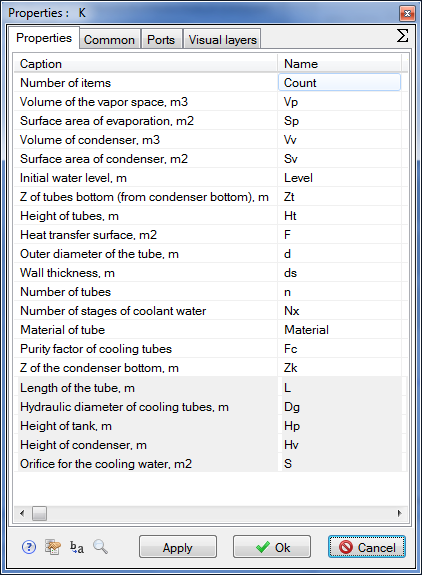 Properties : K
Properties Common Ports Visual layers Σ
Caption Name
Number of items Count
Volume of the vapor space, m3 Vp
Surface area of evaporation, m2 Sp
Volume of condenser, m3 Vv
Surface area of condenser, m2 Sv
Initial water level, m Level
Z of tubes bottom (from condenser bottom), m Zt
Height of tubes, m Ht
Heat transfer surface, m2 F
Outer diameter of the tube, m d
Wall thickness, m ds
Number of tubes n
Number of stages of coolant water Nx
Material of tube Material
Purity factor of cooling tubes Fc
Z of the condenser bottom, m Zk
Length of the tube, m L
Hydraulic diameter of cooling tubes, m Dg
Height of tank, m Hp
Height of condenser, m Hv
Orifice for the cooling water, m2 S
? b a Apply Ok Cancel